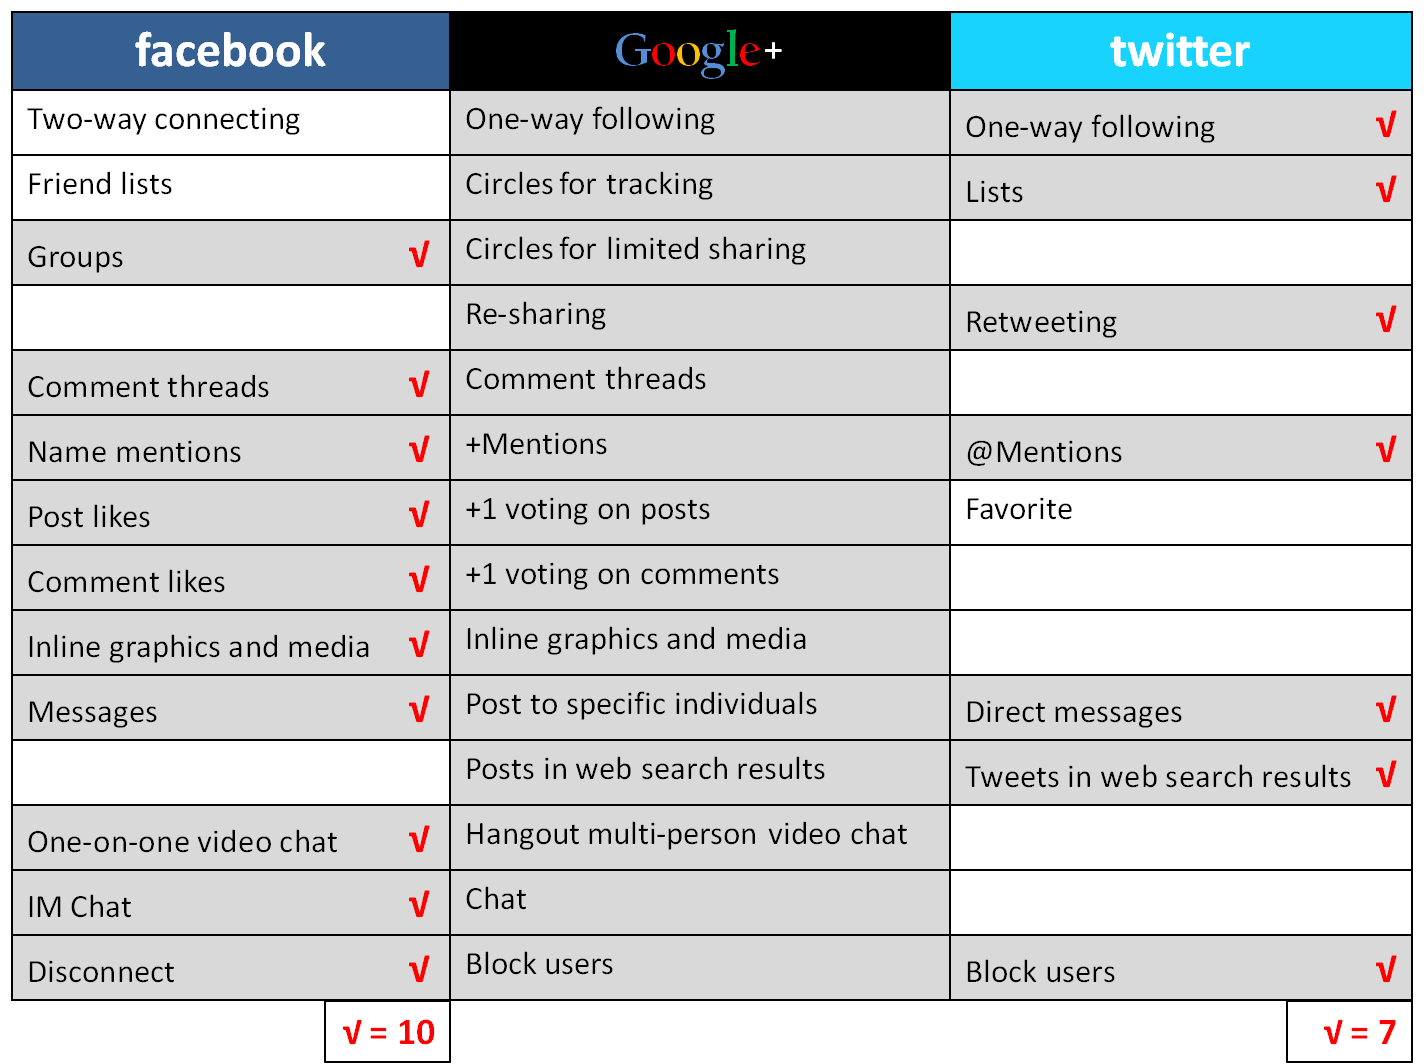 facebook Google+ twitter
Two-way connecting One-way following One-way following √
Friend lists Circles for tracking Lists √
Groups √ Circles for limited sharing
Re-sharing Retweeting √
Comment threads √ Comment threads
Name mentions √ +Mentions @Mentions √
Post likes √ +1 voting on posts Favorite
Comment likes √ +1 voting on comments
Inline graphics and media √ Inline graphics and media
Messages √ Post to specific individuals Direct messages √
Posts in web search results Tweets in web search results √
One-on-one video chat √ Hangout multi-person video chat
IM Chat √ Chat
Disconnect √ Block users Block users √
√ = 10 √ = 7